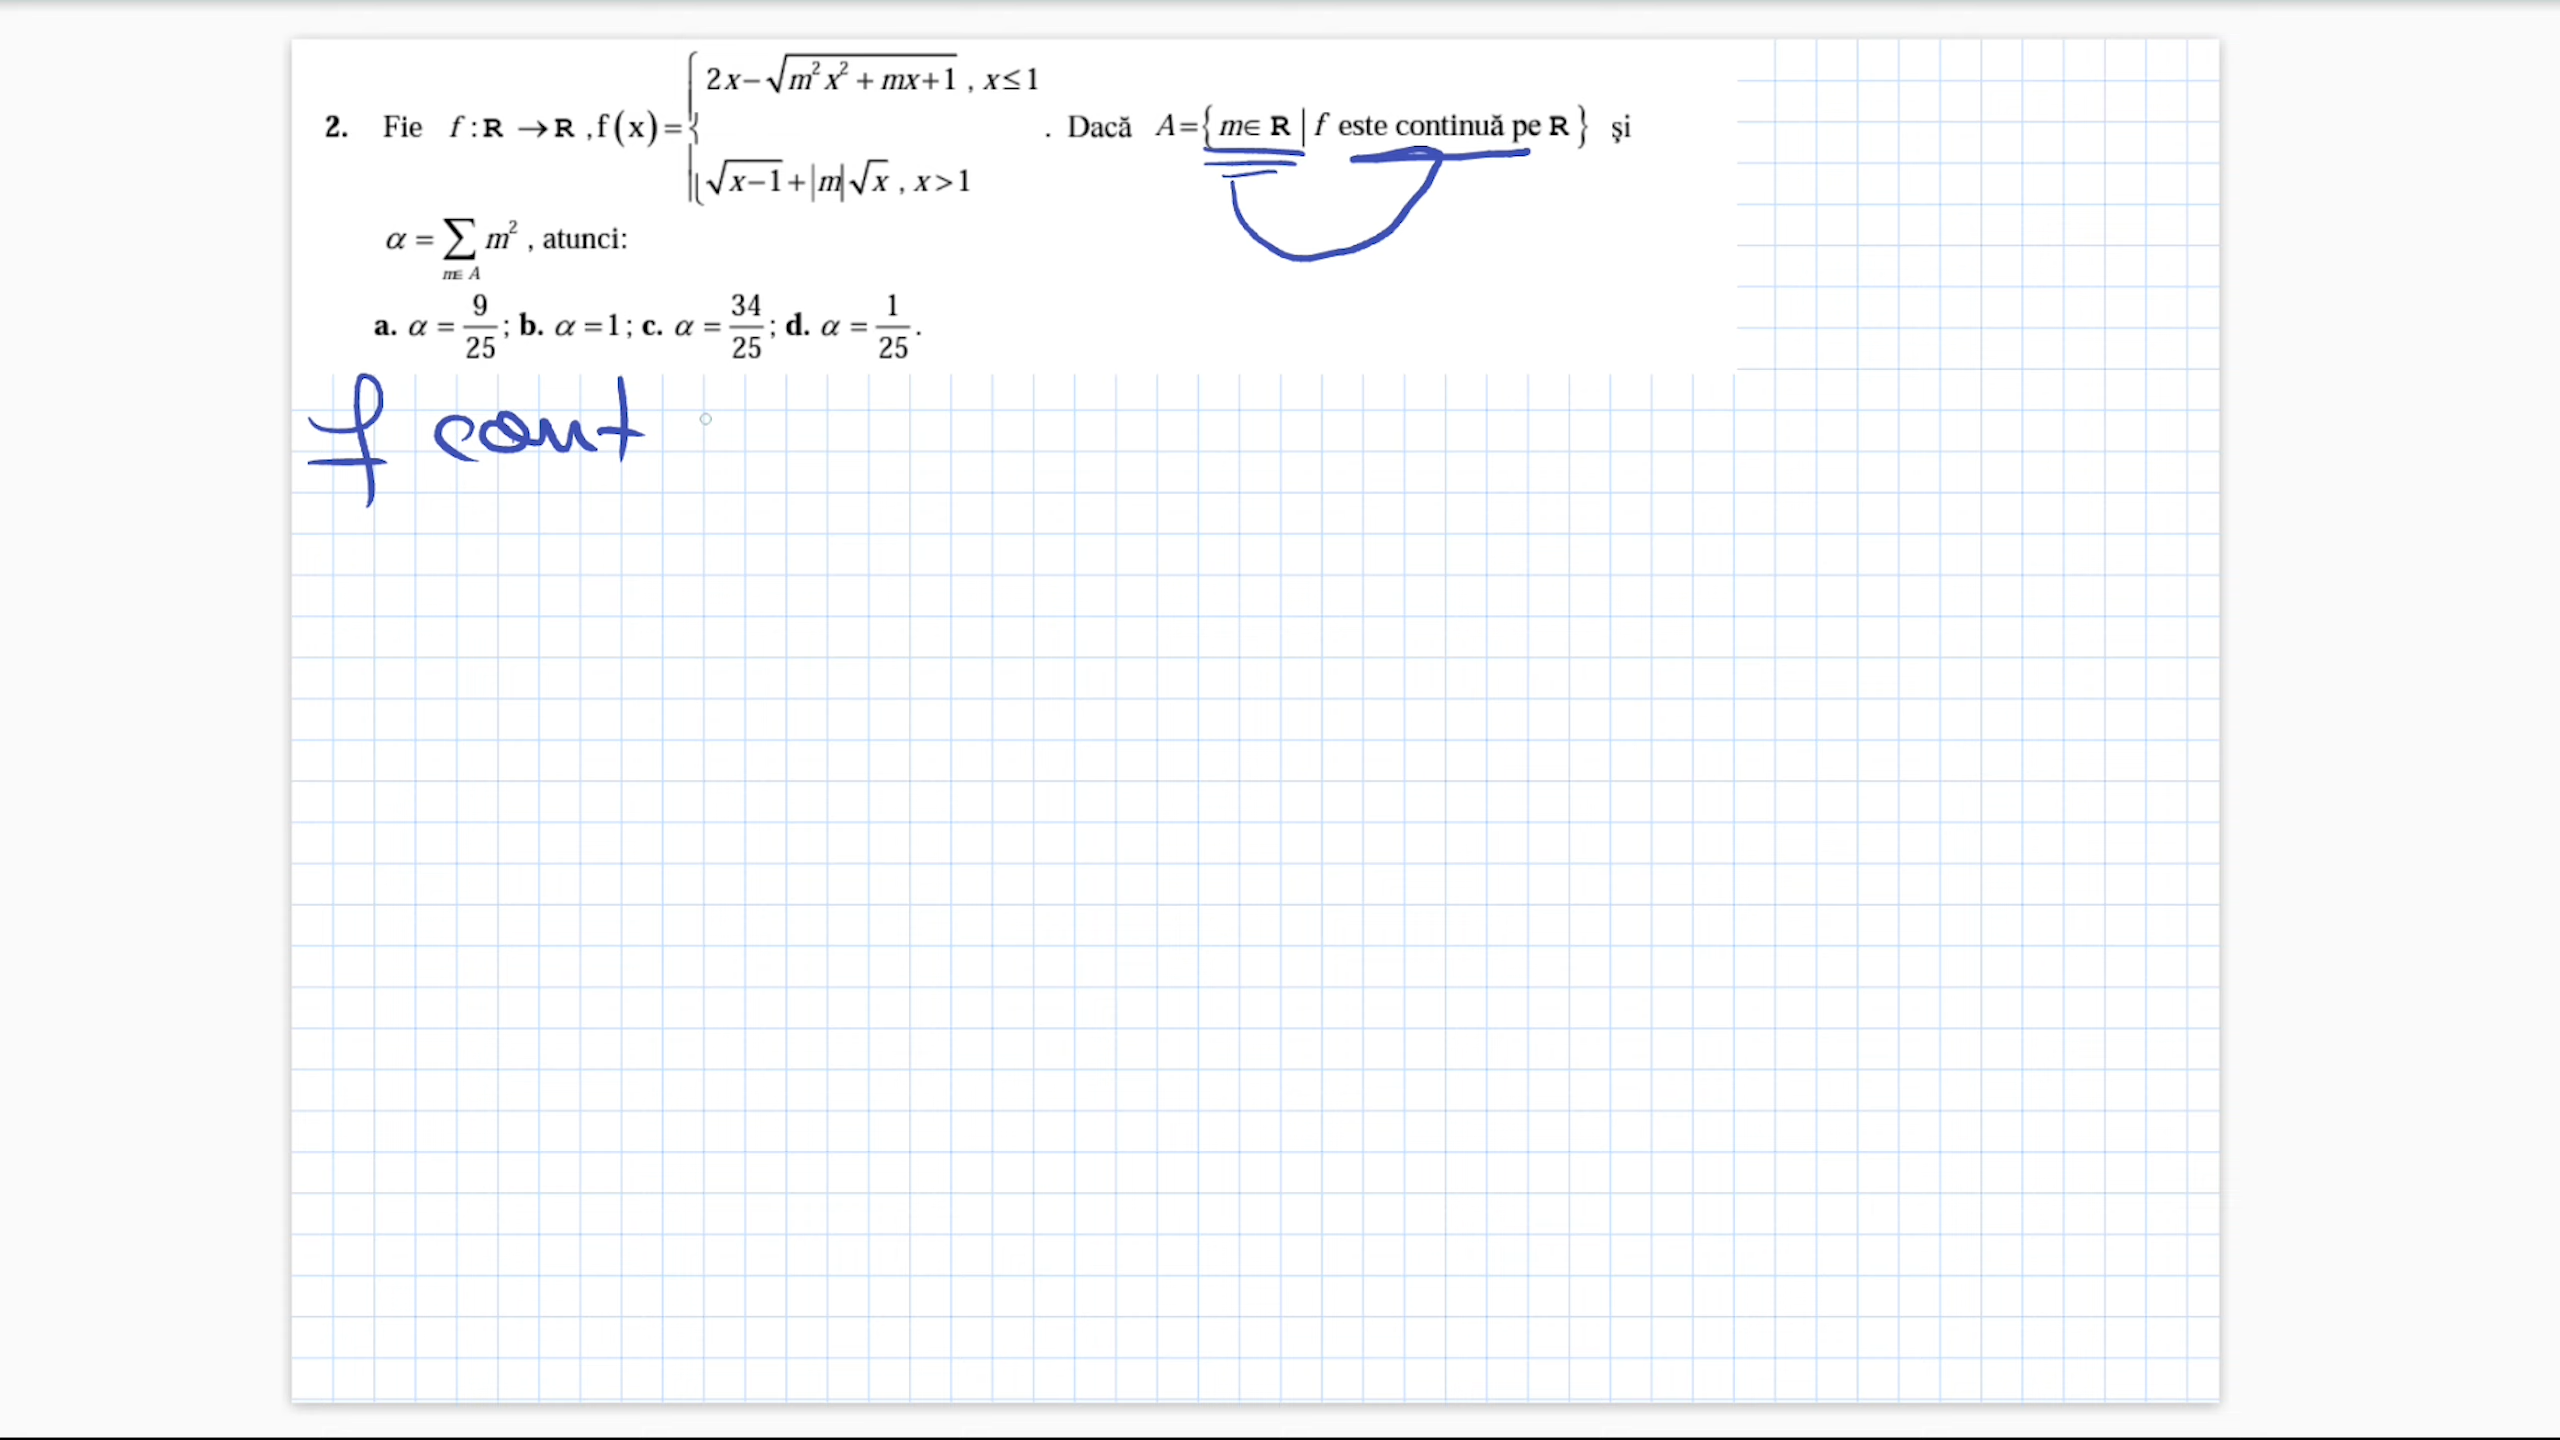 2. Fie f:R →R ,f(x)={ 2x−√(m²x²+mx+1) , x≤1
√(x−1)+|m|√x , x>1 . Dacă A={m∈ R | f este continuă pe R} şi
α = ∑ m² , atunci:
m∈ A
a. α = 9/25 ; b. α =1; c. α = 34/25 ; d. α = 1/25 .
f cont